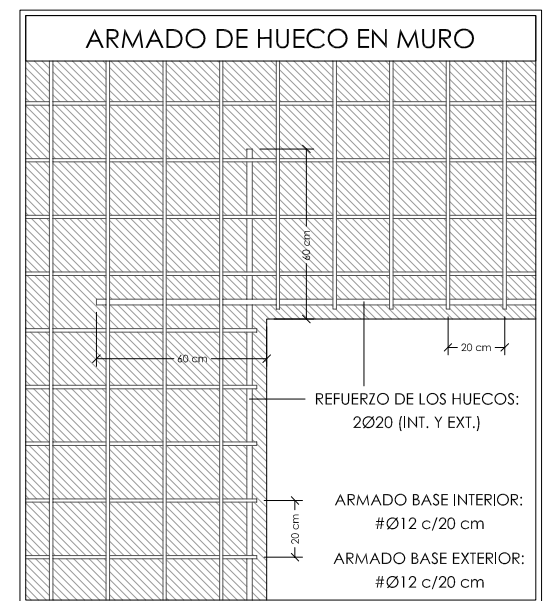 ARMADO DE HUECO EN MURO
60 cm
60 cm
20 cm
REFUERZO DE LOS HUECOS:
2Ø20 (INT. Y EXT.)
20 cm
ARMADO BASE INTERIOR:
#Ø12 c/20 cm
ARMADO BASE EXTERIOR:
#Ø12 c/20 cm